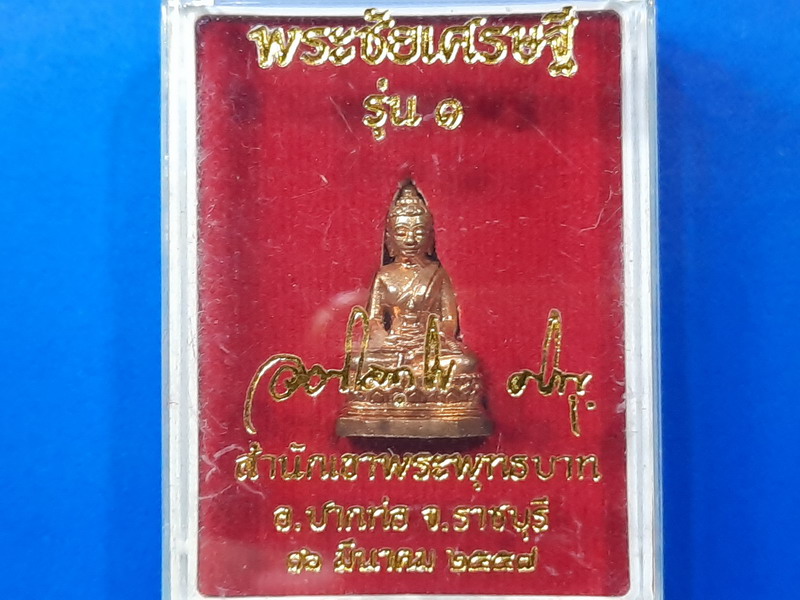 พระชัยเศรษฐี
รุ่น ๑
สำนักเขาพระพุทธบาท
อ.ปากท่อ จ.ราชบุรี
๑๖ มีนาคม ๒๕๕๗